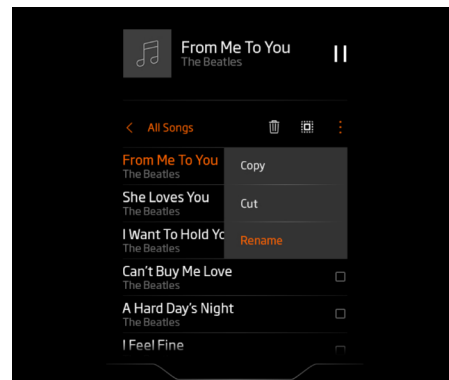 From Me To You
The Beatles
All Songs
From Me To You
The Beatles
Copy
She Loves You
The Beatles
Cut
I Want To Hold Yo
The Beatles
Rename
Can't Buy Me Love
The Beatles
A Hard Day's Night
The Beatles
I Feel Fine